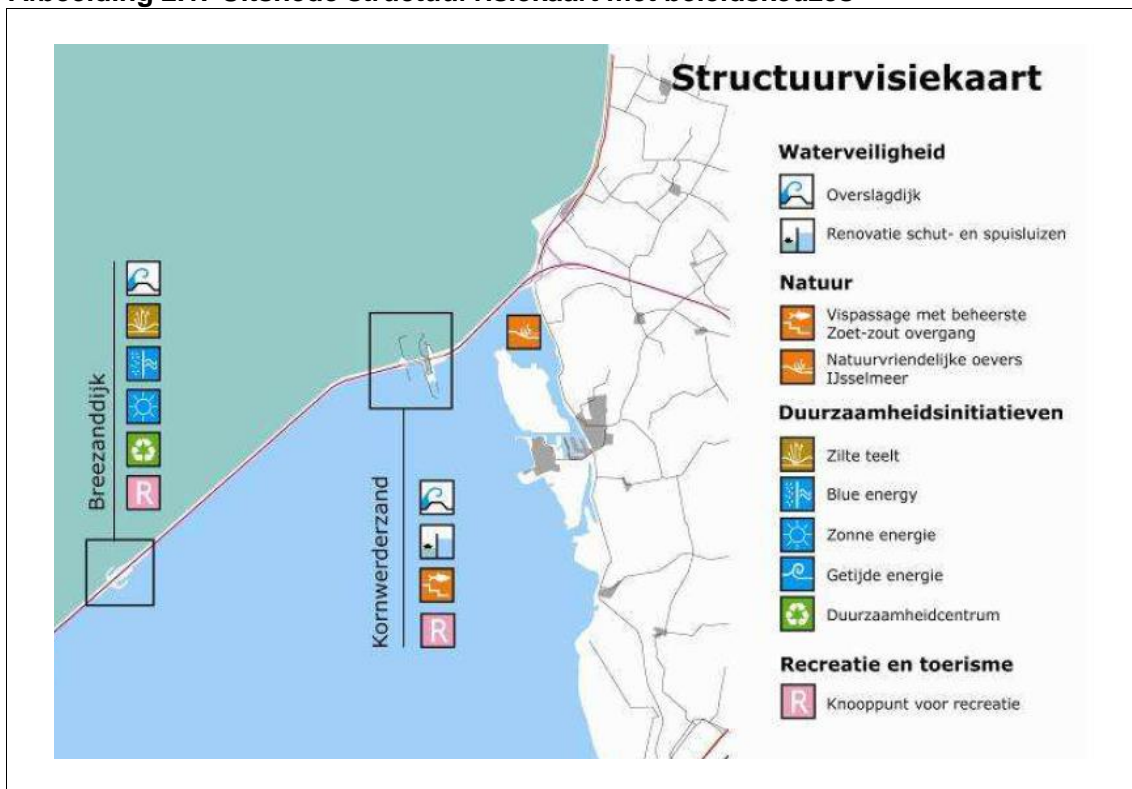 Structuurvisiekaart
Waterveiligheid
Overslagdijk
Renovatie schut- en spuisluizen
Natuur
Vispassage met beheerste
Zoet-zout overgang
Natuurvriendelijke oevers
IJsselmeer
Duurzaamheidsinitiatieven
Zilte teelt
Blue energy
Zonne energie
Getijde energie
Duurzaamheidcentrum
Recreatie en toerisme
R Knooppunt voor recreatie
Breezanddijk
R
Kornwerderzand
R